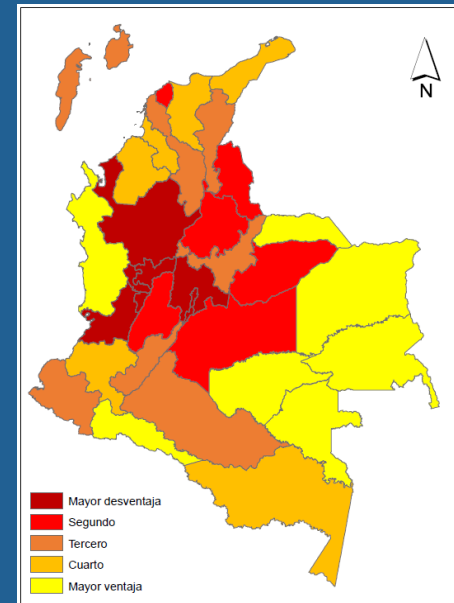 N
Mayor desventaja
Segundo
Tercero
Cuarto
Mayor ventaja